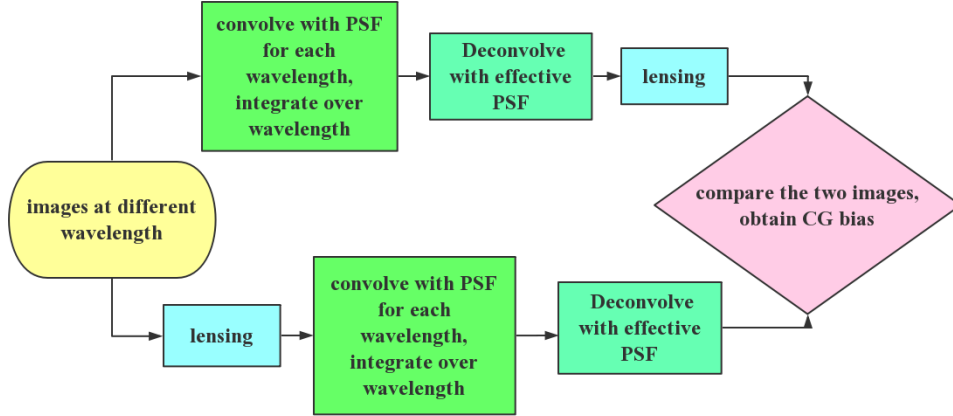 convolve with PSF
for each
wavelength,
integrate over
wavelength
Deconvolve
with effective
PSF
lensing
images at different
wavelength
compare the two images,
obtain CG bias
lensing
convolve with PSF
for each
wavelength,
integrate over
wavelength
Deconvolve
with effective
PSF